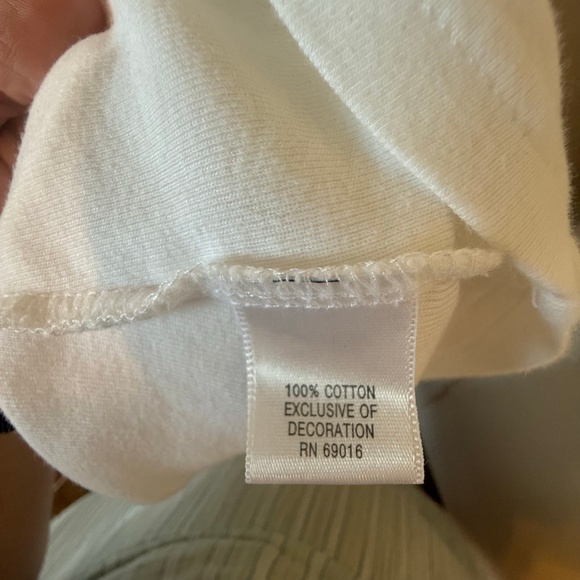 100% COTTON
EXCLUSIVE OF
DECORATION
RN 69016